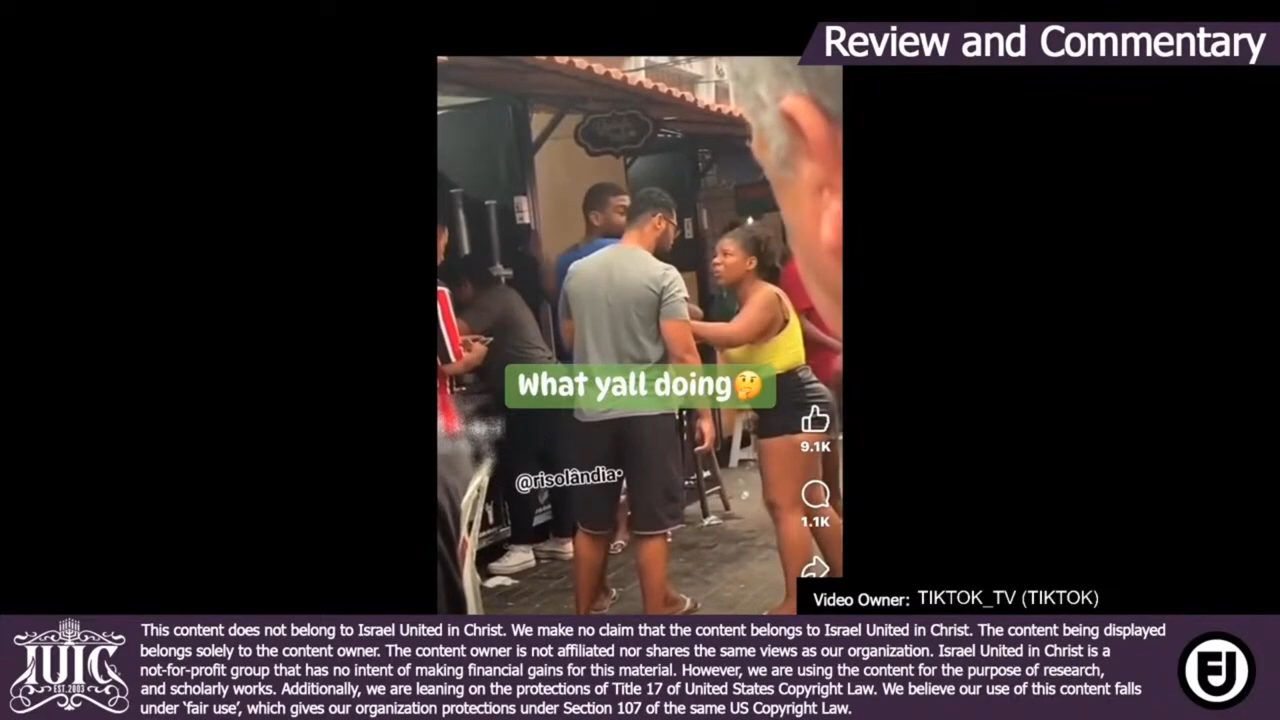 Review and Commentary
What yall doing🤔
@risolândia•
9.1K
1.1K
Video Owner: TIKTOK_TV (TIKTOK)
IUIC
EST.2003
This content does not belong to Israel United in Christ. We make no claim that the content belongs to Israel United in Christ. The content being displayed
belongs solely to the content owner. The content owner is not affiliated nor shares the same views as our organization. Israel United in Christ is a
not-for-profit group that has no intent of making financial gains for this material. However, we are using the content for the purpose of research,
and scholarly works. Additionally, we are leaning on the protections of Title 17 of United States Copyright Law. We believe our use of this content falls
under 'fair use', which gives our organization protections under Section 107 of the same US Copyright Law.